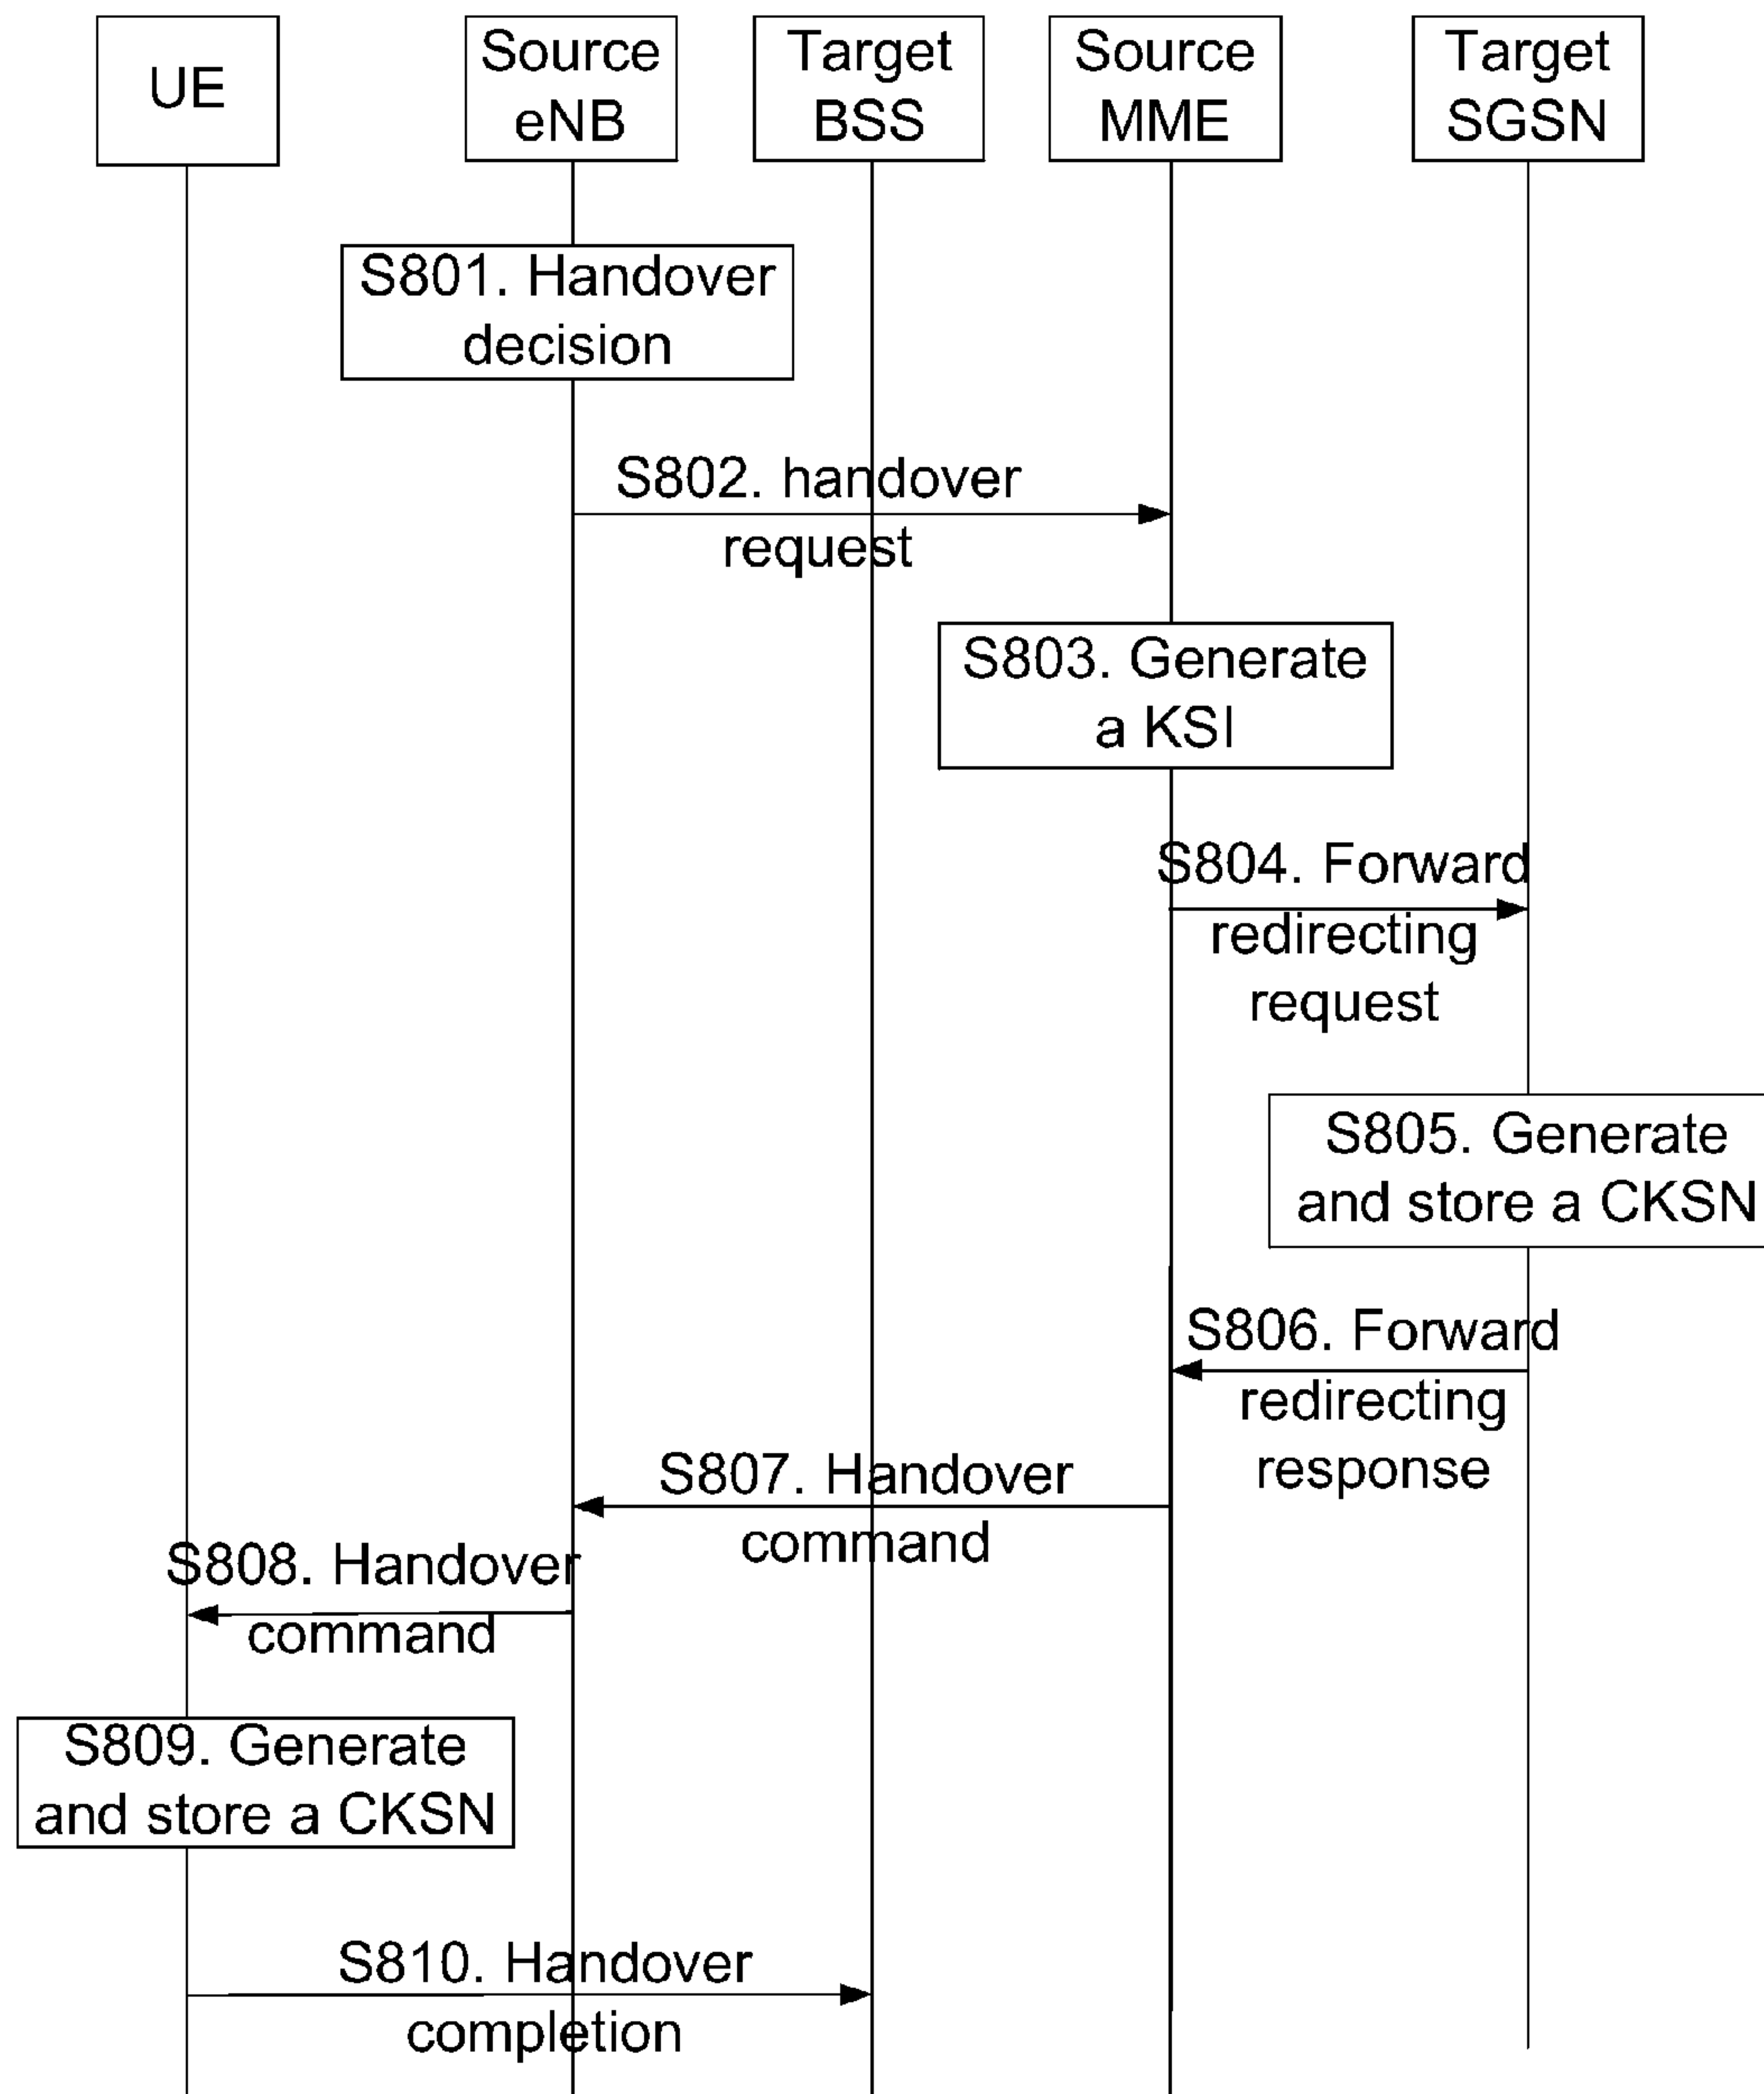 UE
Source
eNB
Target
BSS
Source
MME
Target
SGSN
S801. Handover
decision
S802. handover
request
S803. Generate
a KSI
S804. Forward
redirecting
request
S805. Generate
and store a CKSN
S806. Forward
redirecting
response
S807. Handover
command
S808. Handover
command
S809. Generate
and store a CKSN
S810. Handover
completion